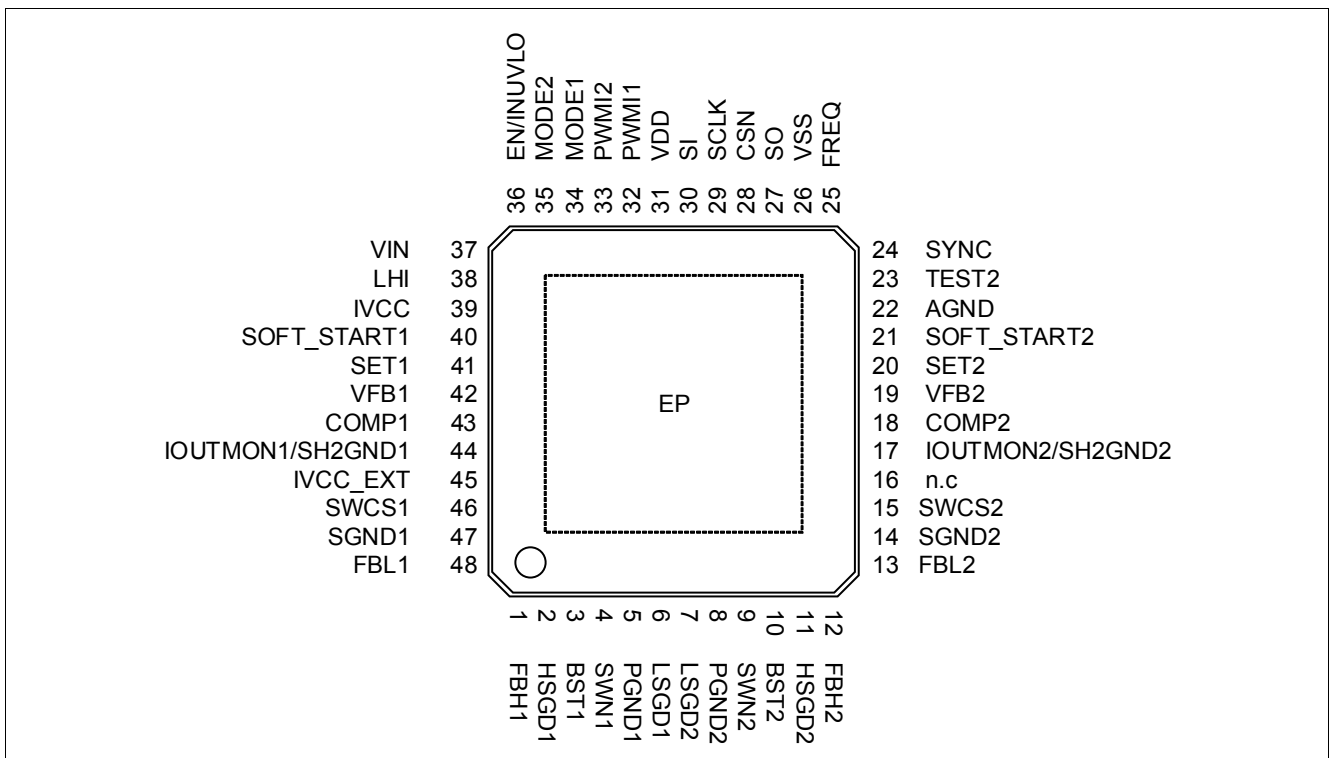 EN/INUVLO
MODE2
MODE1
PWMI2
PWMI1
VDD
SI
SCLK
CSN
SO
VSS
FREQ
36
35
34
33
32
31
30
29
28
27
26
25
VIN 37
LHI 38
IVCC 39
SOFT_START1 40
SET1 41
VFB1 42
COMP1 43
IOUTMON1/SH2GND1 44
IVCC_EXT 45
SWCS1 46
SGND1 47
FBL1 48
EP
24 SYNC
23 TEST2
22 AGND
21 SOFT_START2
20 SET2
19 VFB2
18 COMP2
17 IOUTMON2/SH2GND2
16 n.c
15 SWCS2
14 SGND2
13 FBL2
1
2
3
4
5
6
7
8
9
10
11
12
FBH1
HSGD1
BST1
SWN1
PGND1
LSGD1
LSGD2
PGND2
SWN2
BST2
HSGD2
FBH2